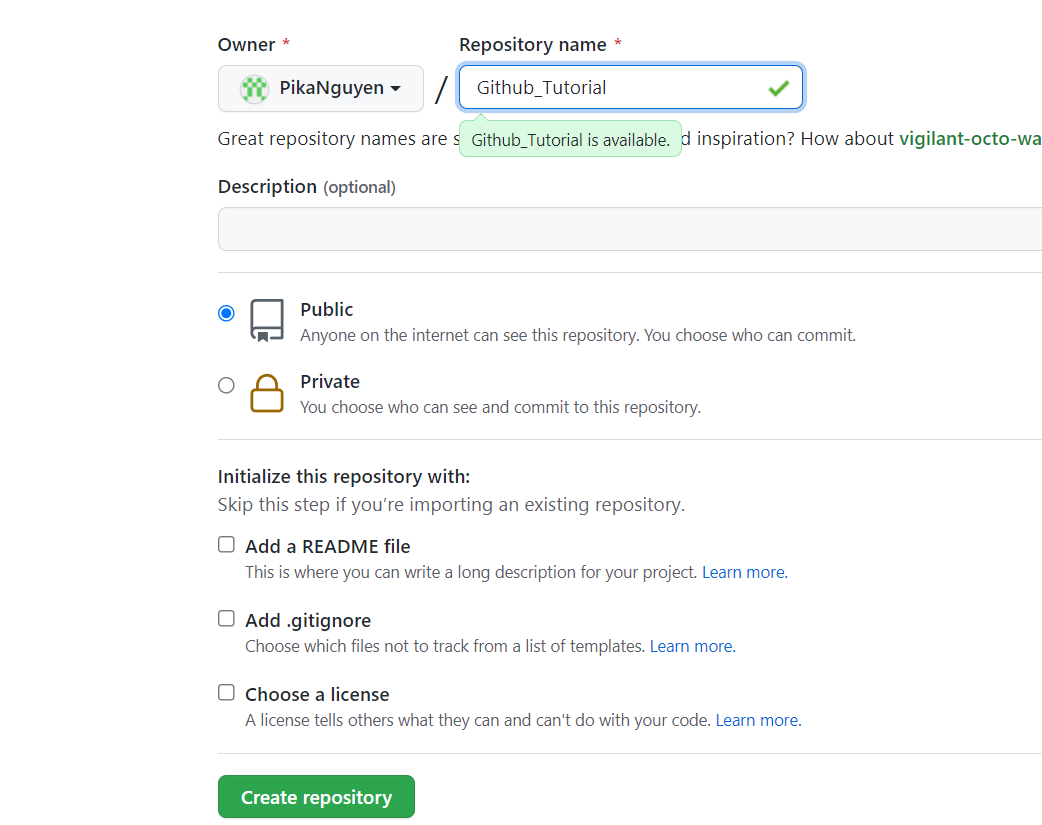 Owner * Repository name *
PikaNguyen / Github_Tutorial
Great repository names are s Github_Tutorial is available. d inspiration? How about vigilant-octo-wa
Description (optional)
Public
Anyone on the internet can see this repository. You choose who can commit.
Private
You choose who can see and commit to this repository.
Initialize this repository with:
Skip this step if you’re importing an existing repository.
Add a README file
This is where you can write a long description for your project. Learn more.
Add .gitignore
Choose which files not to track from a list of templates. Learn more.
Choose a license
A license tells others what they can and can't do with your code. Learn more.
Create repository